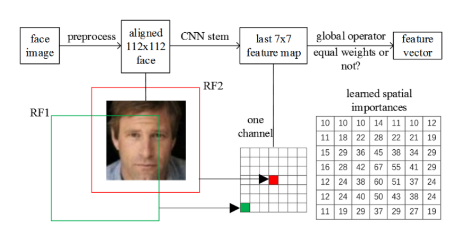 face
image
preprocess
aligned
112x112
face
CNN stem
last 7x7
feature map
global operator
equal weights or
not?
feature
vector
RF2
RF1
one
channel
learned spatial
importances
10 10 10 14 11 10 12
11 18 22 28 22 21 19
15 29 36 45 38 34 29
16 28 42 67 55 41 29
12 24 38 60 51 37 24
12 24 40 50 43 38 24
11 19 29 37 29 27 19